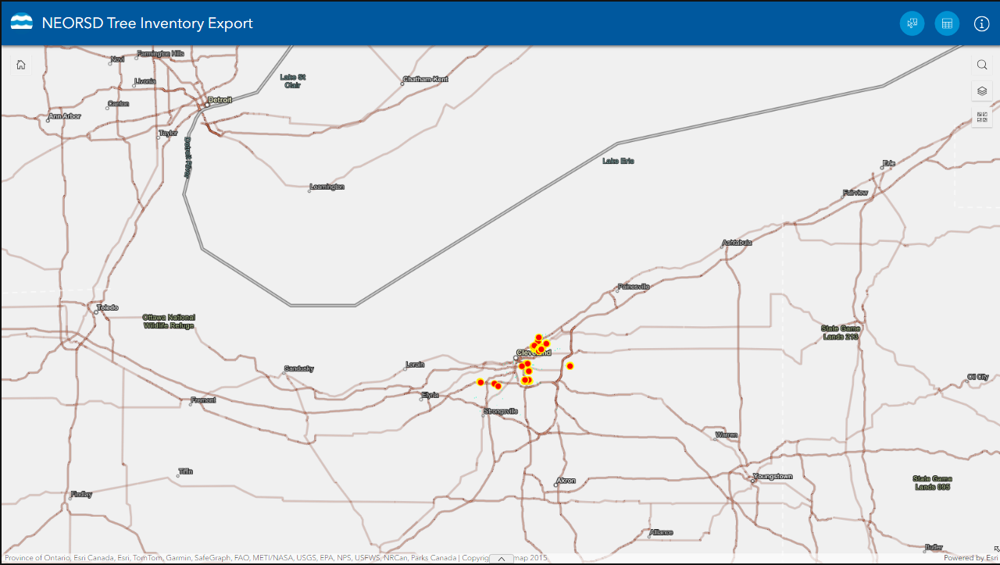 NEORSD Tree Inventory Export
Farmington Hills
Novi
Livonia
Lake St
Clair
Chatham-Kent
Detroit
Canton
Ann Arbor
Taylor
Detroit River
Lake Erie
Erie
Leamington
Fairview
Ashtabula
Painesville
Toledo
Ottawa National
Wildlife Refuge
State Game
Lands 213
Cleveland
Sandusky
Lorain
Oil City
Elyria
Fremont
Strongsville
Warren
Tiffin
Youngstown
Akron
State Game
Lands 095
Findlay
Alliance
Butler
Province of Ontario, Esri Canada, Esri, TomTom, Garmin, SafeGraph, FAO, METI/NASA, USGS, EPA, NPS, USFWS, NRCan, Parks Canada | Copyrig map 2015
Powered by Esri